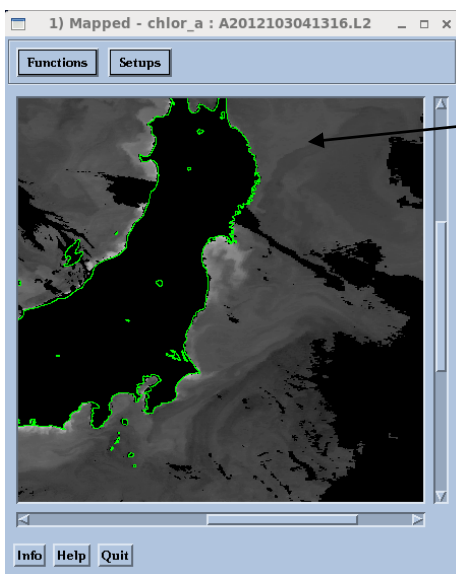 1) Mapped - chlor_a : A2012103041316.L2
Functions Setups
Info Help Quit